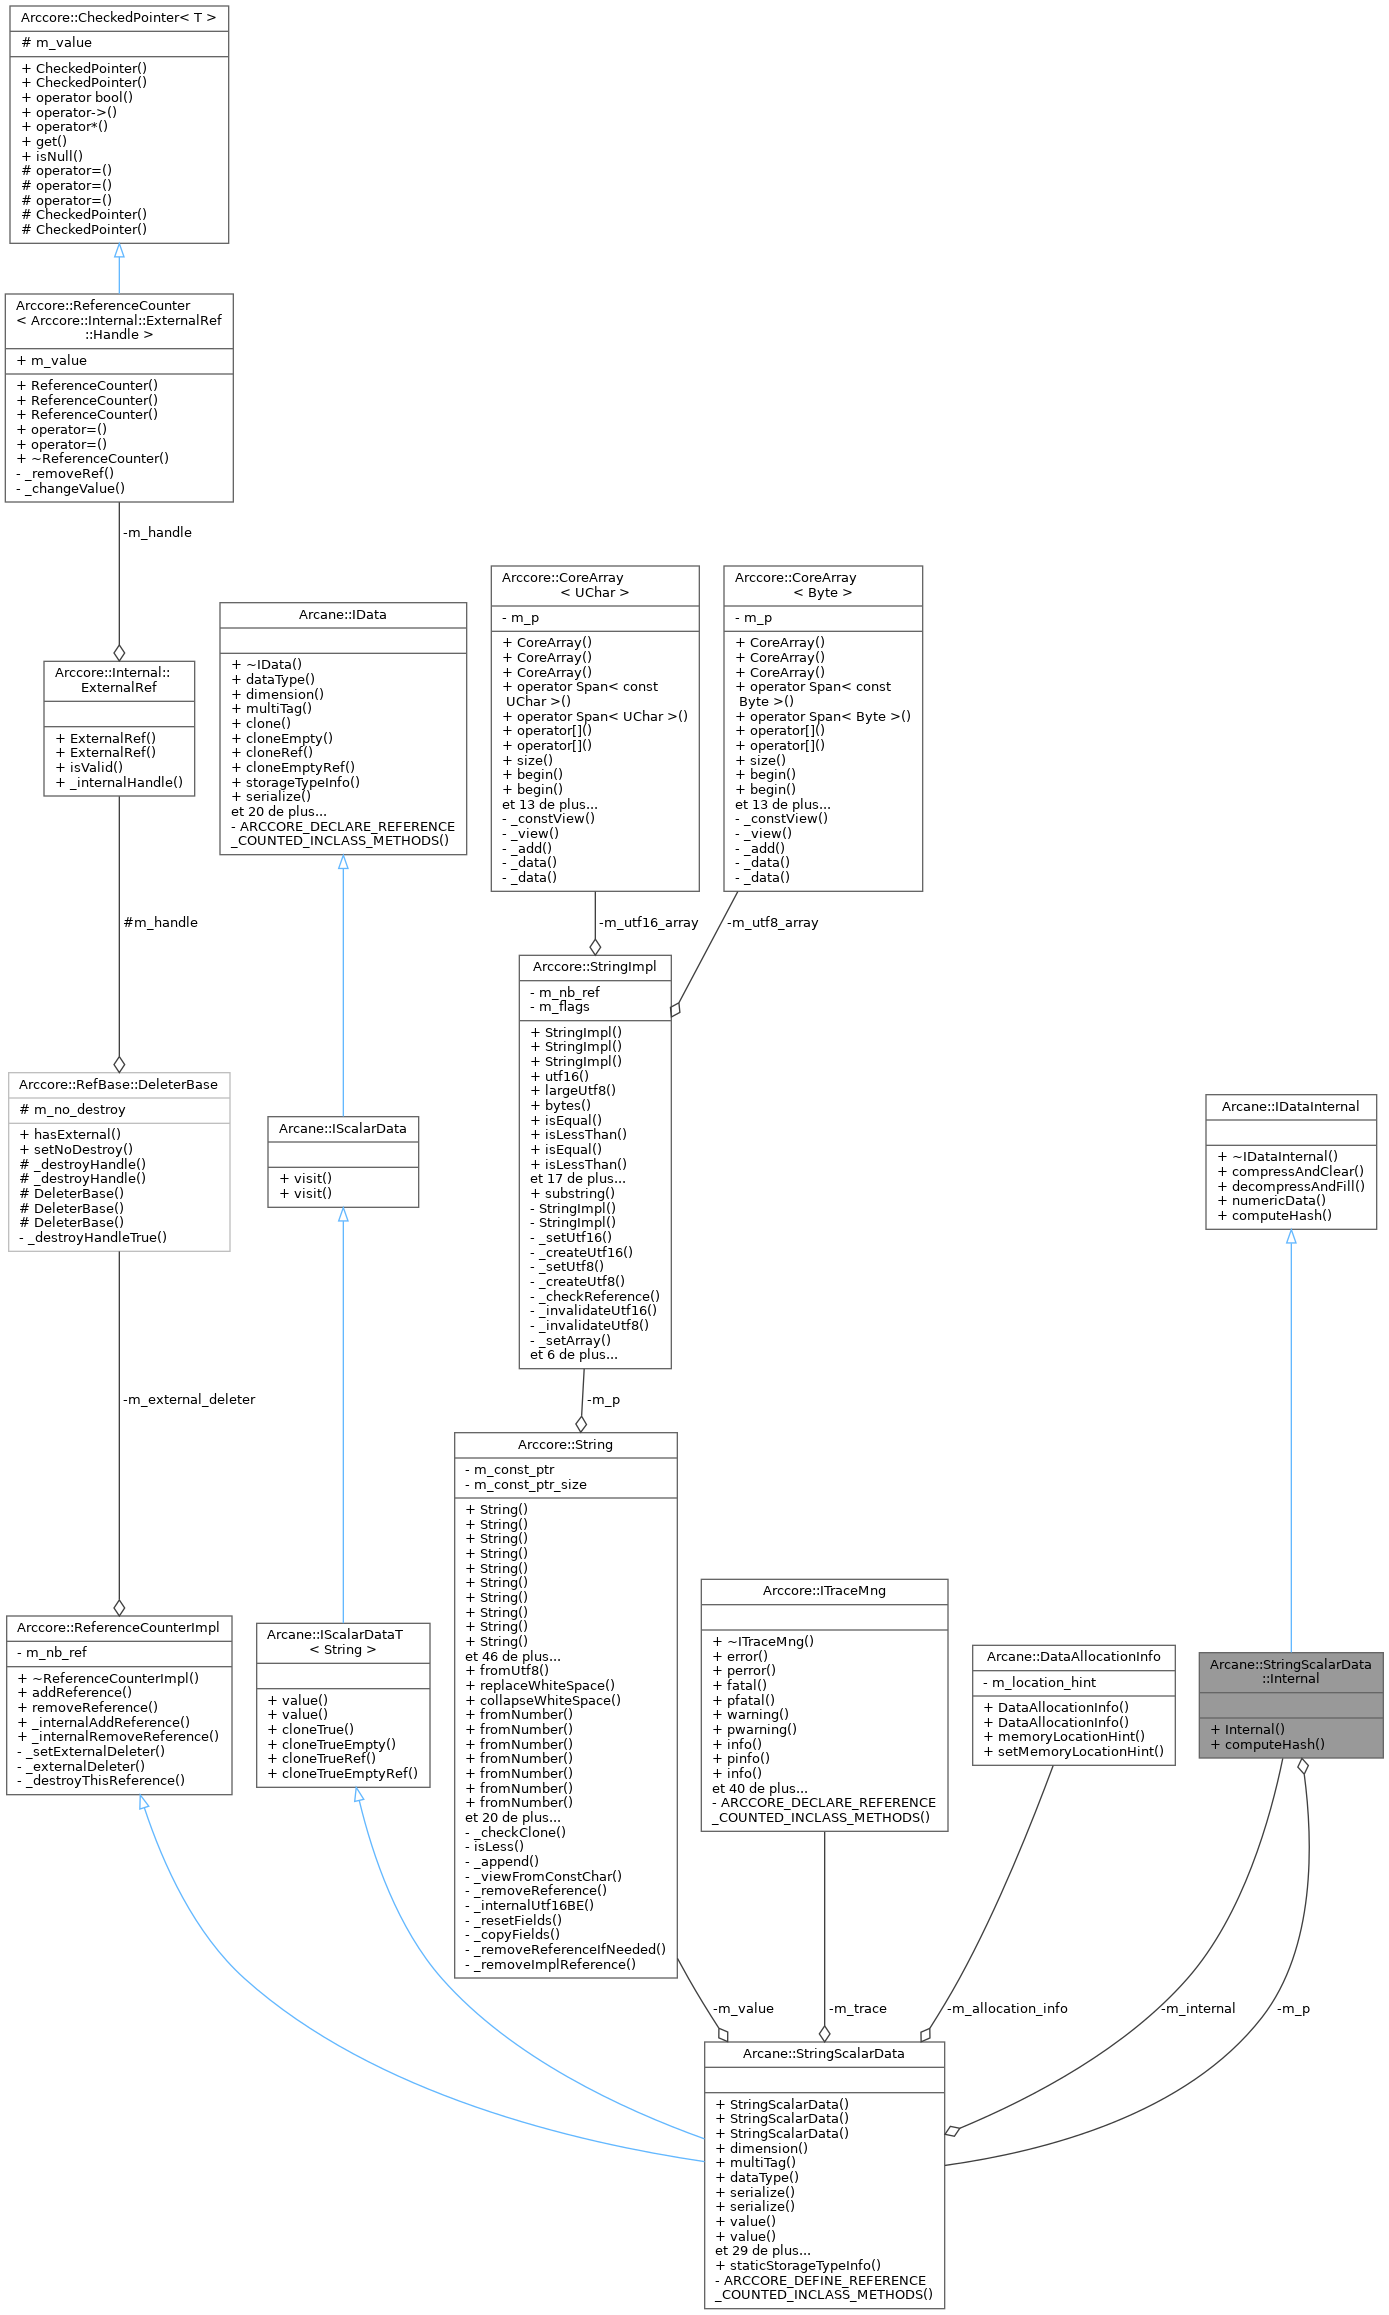 Arccore::CheckedPointer< T >
# m_value
+ CheckedPointer()
+ CheckedPointer()
+ operator bool()
+ operator->()
+ operator*()
+ get()
+ isNull()
# operator=()
# operator=()
# operator=()
# CheckedPointer()
# CheckedPointer()
Arccore::ReferenceCounter
< Arccore::Internal::ExternalRef
::Handle >
+ m_value
+ ReferenceCounter()
+ ReferenceCounter()
+ ReferenceCounter()
+ operator=()
+ operator=()
+ ~ReferenceCounter()
- _removeRef()
- _changeValue()
-m_handle
Arccore::Internal::
ExternalRef
+ ExternalRef()
+ ExternalRef()
+ isValid()
+ _internalHandle()
#m_handle
Arccore::RefBase::DeleterBase
# m_no_destroy
+ hasExternal()
+ setNoDestroy()
# _destroyHandle()
# _destroyHandle()
# DeleterBase()
# DeleterBase()
# DeleterBase()
- _destroyHandleTrue()
-m_external_deleter
Arccore::ReferenceCounterImpl
- m_nb_ref
+ ~ReferenceCounterImpl()
+ addReference()
+ removeReference()
+ _internalAddReference()
+ _internalRemoveReference()
- _setExternalDeleter()
- _externalDeleter()
- _destroyThisReference()
Arcane::IData
+ ~IData()
+ dataType()
+ dimension()
+ multiTag()
+ clone()
+ cloneEmpty()
+ cloneRef()
+ cloneEmptyRef()
+ storageTypeInfo()
+ serialize()
et 20 de plus...
- ARCCORE_DECLARE_REFERENCE
_COUNTED_INCLASS_METHODS()
Arcane::IScalarData
+ visit()
+ visit()
Arcane::IScalarDataT
< String >
+ value()
+ value()
+ cloneTrue()
+ cloneTrueEmpty()
+ cloneTrueRef()
+ cloneTrueEmptyRef()
Arccore::CoreArray
< UChar >
- m_p
+ CoreArray()
+ CoreArray()
+ CoreArray()
+ operator Span< const
UChar >()
+ operator Span< UChar >()
+ operator[]()
+ operator[]()
+ size()
+ begin()
+ begin()
et 13 de plus...
- _constView()
- _view()
- _add()
- _data()
- _data()
-m_utf16_array
Arccore::CoreArray
< Byte >
- m_p
+ CoreArray()
+ CoreArray()
+ CoreArray()
+ operator Span< const
Byte >()
+ operator Span< Byte >()
+ operator[]()
+ operator[]()
+ size()
+ begin()
+ begin()
et 13 de plus...
- _constView()
- _view()
- _add()
- _data()
- _data()
-m_utf8_array
Arccore::StringImpl
- m_nb_ref
- m_flags
+ StringImpl()
+ StringImpl()
+ StringImpl()
+ utf16()
+ largeUtf8()
+ bytes()
+ isEqual()
+ isLessThan()
+ isEqual()
+ isLessThan()
et 17 de plus...
+ substring()
- StringImpl()
- StringImpl()
- _setUtf16()
- _createUtf16()
- _setUtf8()
- _createUtf8()
- _checkReference()
- _invalidateUtf16()
- _invalidateUtf8()
- _setArray()
et 6 de plus...
-m_p
Arccore::String
- m_const_ptr
- m_const_ptr_size
+ String()
+ String()
+ String()
+ String()
+ String()
+ String()
+ String()
+ String()
+ String()
+ String()
et 46 de plus...
+ fromUtf8()
+ replaceWhiteSpace()
+ collapseWhiteSpace()
+ fromNumber()
+ fromNumber()
+ fromNumber()
+ fromNumber()
+ fromNumber()
+ fromNumber()
+ fromNumber()
et 20 de plus...
- _checkClone()
- isLess()
- _append()
- _viewFromConstChar()
- _removeReference()
- _internalUtf16BE()
- _resetFields()
- _copyFields()
- _removeReferenceIfNeeded()
- _removeImplReference()
-m_value
Arccore::ITraceMng
+ ~ITraceMng()
+ error()
+ perror()
+ fatal()
+ pfatal()
+ warning()
+ pwarning()
+ info()
+ pinfo()
+ info()
et 40 de plus...
- ARCCORE_DECLARE_REFERENCE
_COUNTED_INCLASS_METHODS()
-m_trace
Arcane::DataAllocationInfo
- m_location_hint
+ DataAllocationInfo()
+ DataAllocationInfo()
+ memoryLocationHint()
+ setMemoryLocationHint()
-m_allocation_info
Arcane::IDataInternal
+ ~IDataInternal()
+ compressAndClear()
+ decompressAndFill()
+ numericData()
+ computeHash()
Arcane::StringScalarData
::Internal
+ Internal()
+ computeHash()
-m_internal
-m_p
Arcane::StringScalarData
+ StringScalarData()
+ StringScalarData()
+ StringScalarData()
+ dimension()
+ multiTag()
+ dataType()
+ serialize()
+ serialize()
+ value()
+ value()
et 29 de plus...
+ staticStorageTypeInfo()
- ARCCORE_DEFINE_REFERENCE
_COUNTED_INCLASS_METHODS()